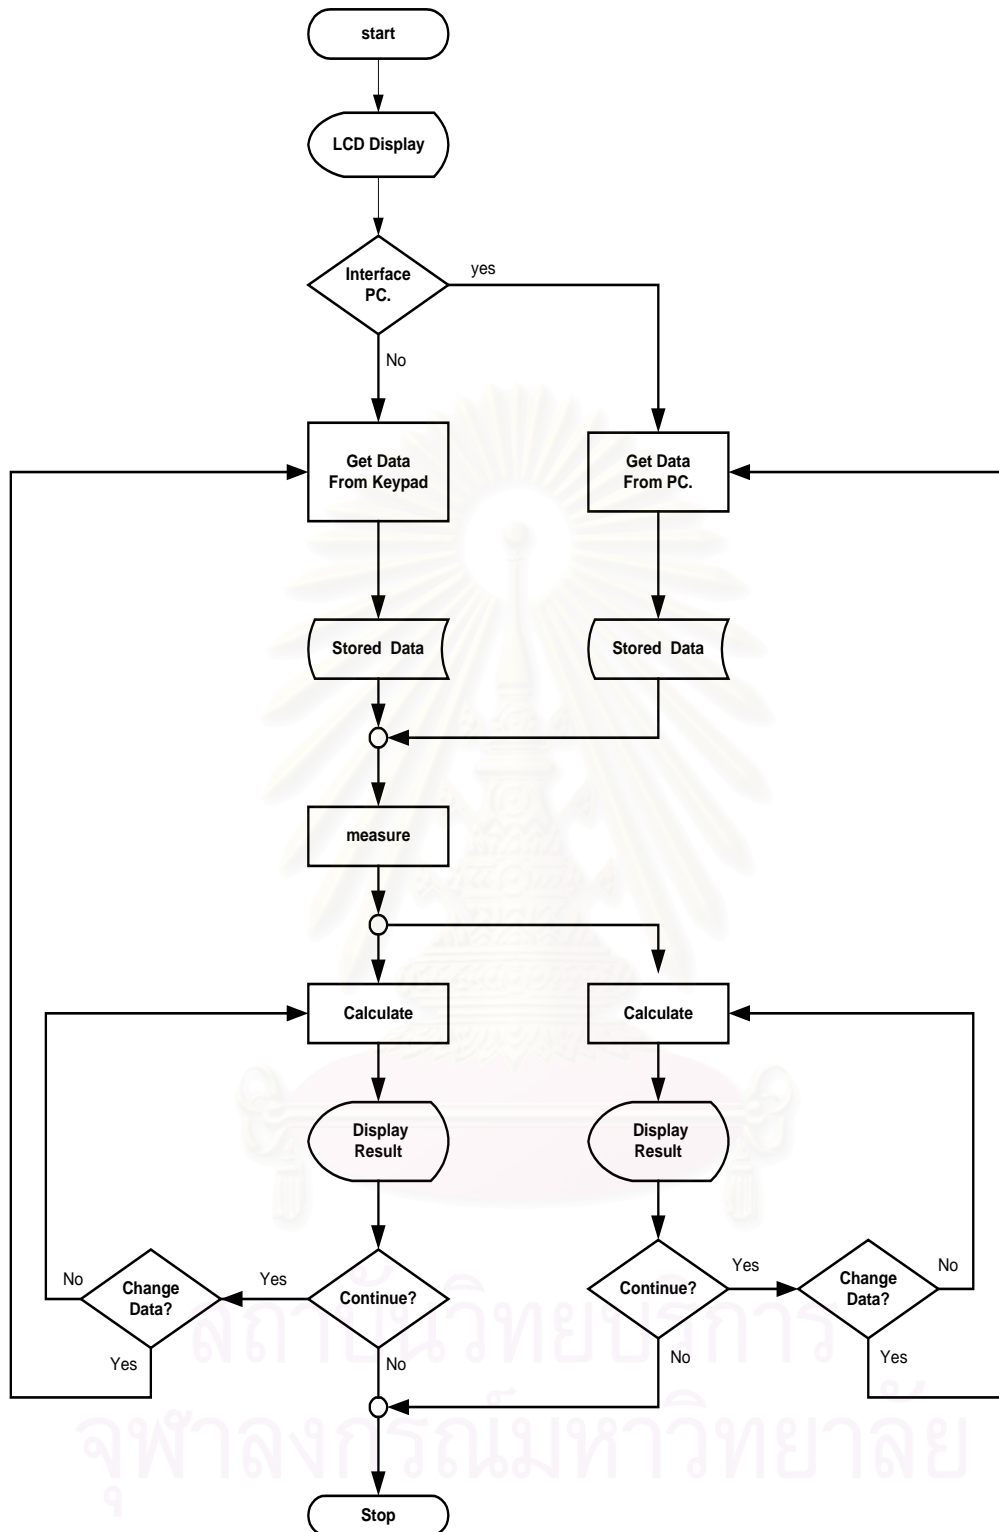 start
LCD Display
Interface
PC.
yes
No
Get Data
From Keypad
Get Data
From PC.
Stored Data
Stored Data
measure
Calculate
Calculate
Display
Result
Display
Result
No
Change
Data?
Yes
Continue?
Continue?
Yes
Change
Data?
No
Yes
No
No
Yes
สถาบันวิทยบริการ
จุฬาลงกรณ์มหาวิทยาลัย
Stop